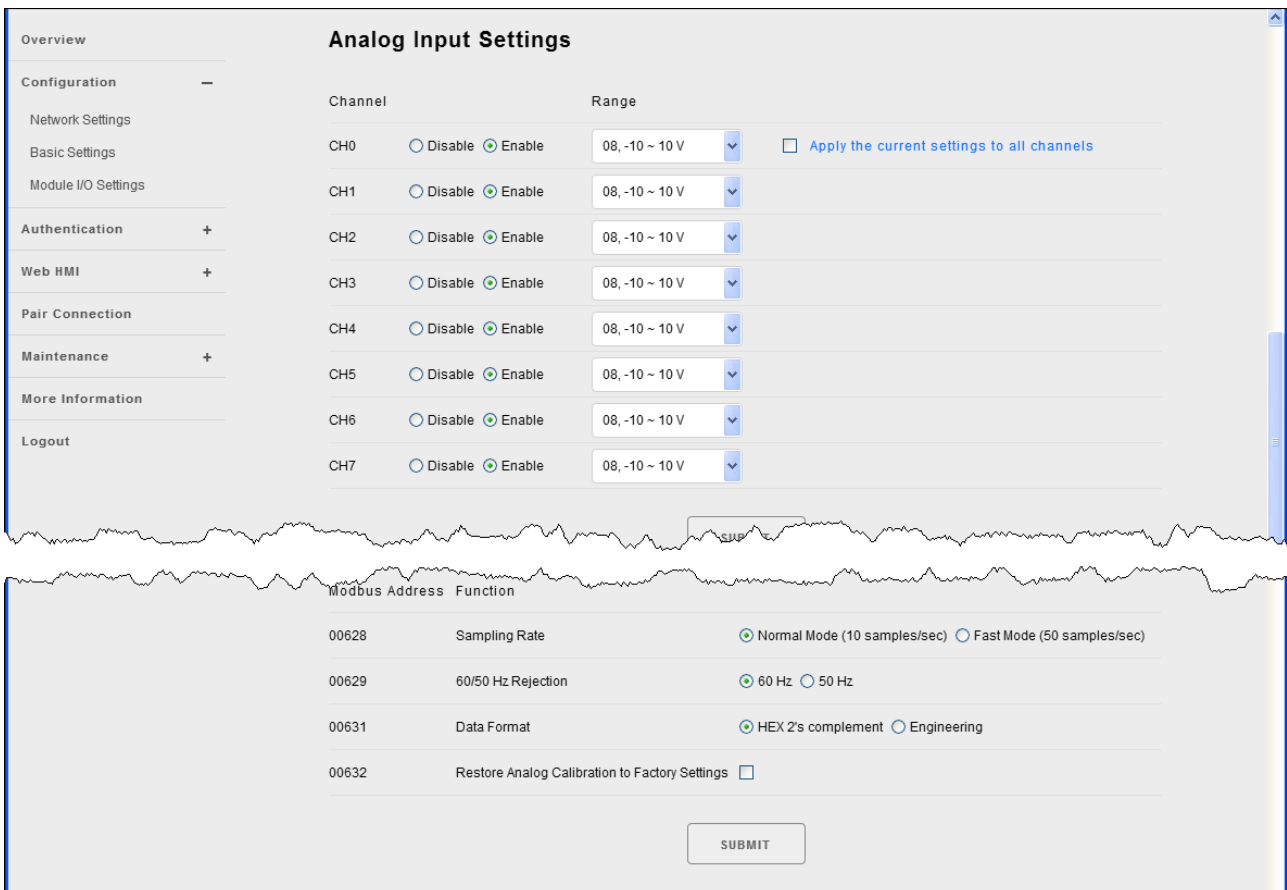 Overview
Configuration −
Network Settings
Basic Settings
Module I/O Settings
Authentication +
Web HMI +
Pair Connection
Maintenance +
More Information
Logout
Analog Input Settings
Channel Range
CH0 Disable Enable 08, -10 ~ 10 V Apply the current settings to all channels
CH1 Disable Enable 08, -10 ~ 10 V
CH2 Disable Enable 08, -10 ~ 10 V
CH3 Disable Enable 08, -10 ~ 10 V
CH4 Disable Enable 08, -10 ~ 10 V
CH5 Disable Enable 08, -10 ~ 10 V
CH6 Disable Enable 08, -10 ~ 10 V
CH7 Disable Enable 08, -10 ~ 10 V
SUBMIT
Modbus Address Function
00628 Sampling Rate Normal Mode (10 samples/sec) Fast Mode (50 samples/sec)
00629 60/50 Hz Rejection 60 Hz 50 Hz
00631 Data Format HEX 2's complement Engineering
00632 Restore Analog Calibration to Factory Settings
SUBMIT